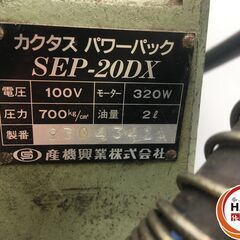 カクタス パワーパック
SEP-20DX
電圧 100V モーター 320W
圧力 700kg/cm² 油量 2ℓ
製番
産機興業株式会社